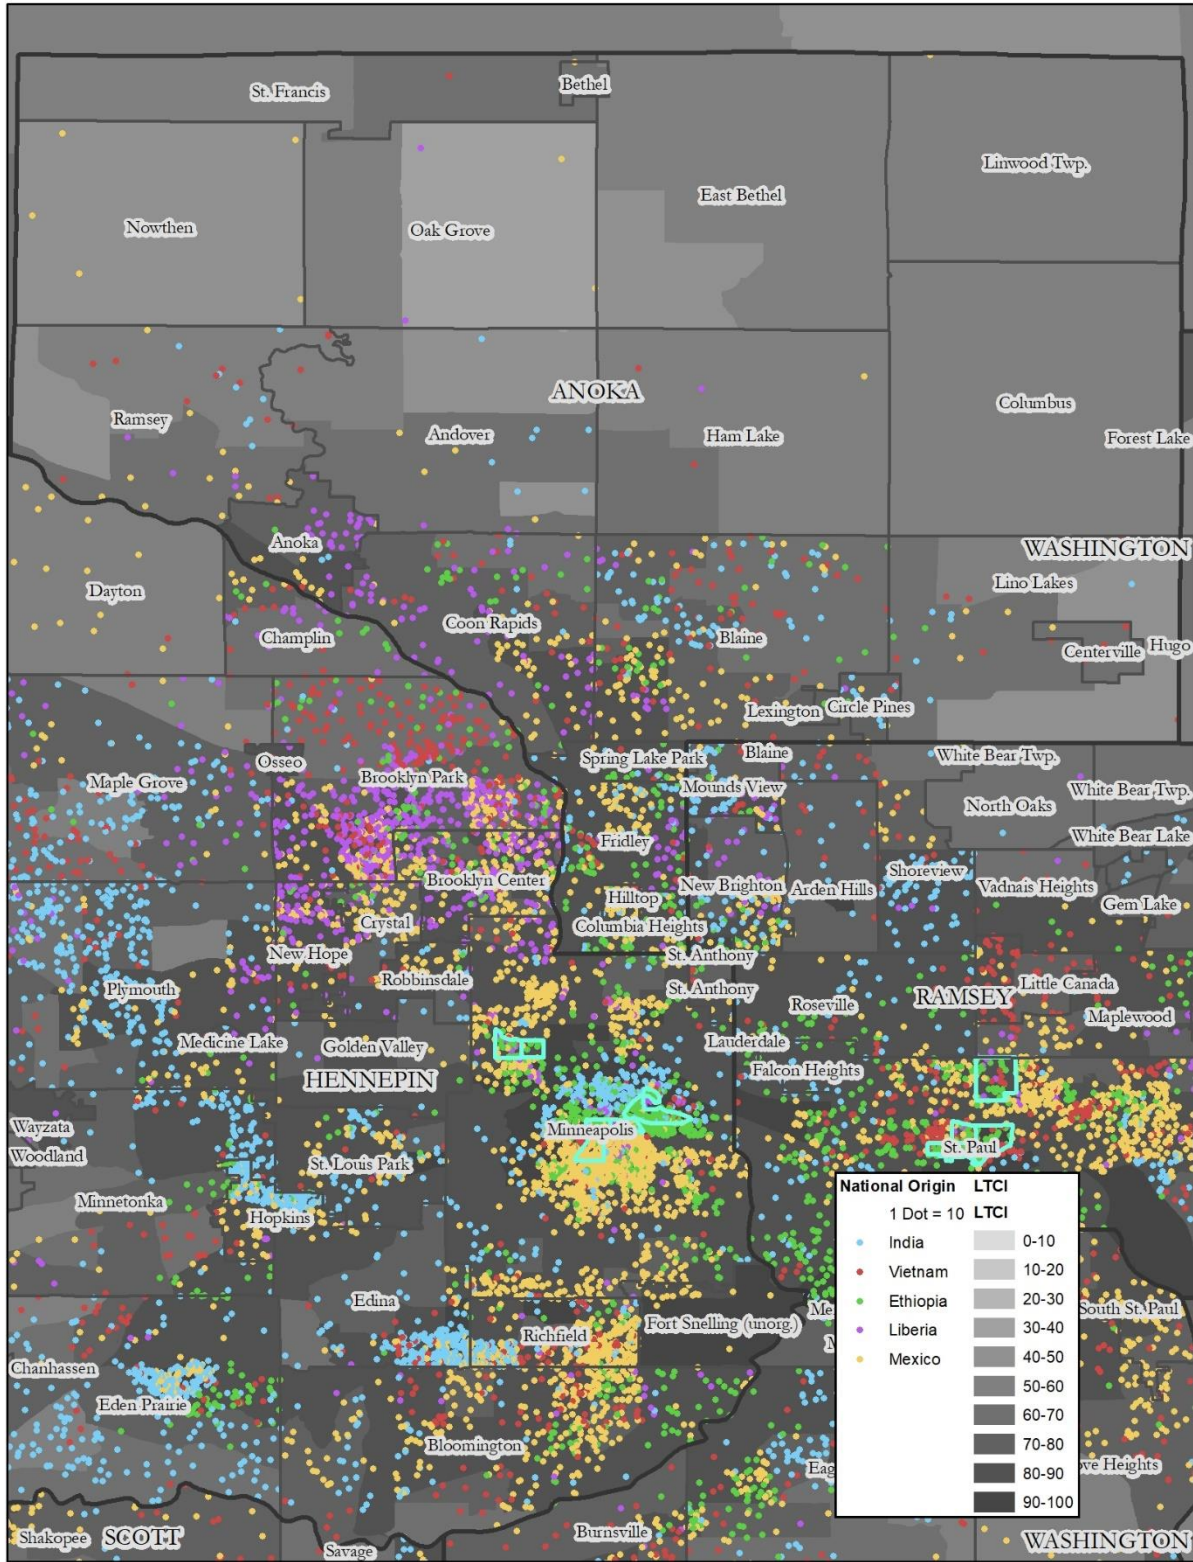 St. Francis
Bethel
Linwood Twp.
East Bethel
Nowthen
Oak Grove
ANOKA
Columbus
Ramsey
Andover
Ham Lake
Forest Lake
Anoka
WASHINGTON
Dayton
Lino Lakes
Champlin
Coon Rapids
Blaine
Centerville
Hugo
Lexington
Circle Pines
Osseo
Spring Lake Park
Blaine
White Bear Twp.
Maple Grove
Brooklyn Park
Mounds View
North Oaks
White Bear Twp.
Fridley
White Bear Lake
Brooklyn Center
New Brighton
Arden Hills
Shoreview
Vadnais Heights
Hilltop
Gem Lake
Crystal
Columbia Heights
New Hope
St. Anthony
Robbinsdale
Plymouth
St. Anthony
Roseville
RAMSEY
Little Canada
Maplewood
Medicine Lake
Golden Valley
Lauderdale
HENNEPIN
Falcon Heights
Wayzata
Minneapolis
Woodland
St. Louis Park
St. Paul
Minnetonka
Hopkins
Edina
Richfield
Fort Snelling (unorg.)
Me
South St. Paul
Chanhassen
Eden Prairie
Bloomington
Eag
ove Heights
Shakopee
SCOTT
Savage
Burnsville
WASHINGTON
National Origin
1 Dot = 10
India
Vietnam
Ethiopia
Liberia
Mexico
LTCI
LTCI
0-10
10-20
20-30
30-40
40-50
50-60
60-70
70-80
80-90
90-100